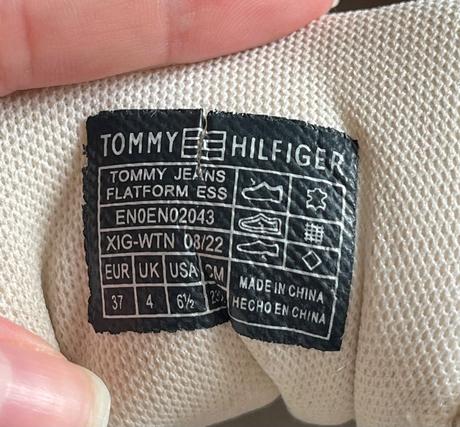 TOMMY HILFIGER
TOMMY JEANS
FLATFORM ESS
EN0EN02043
XIG-WTN 08/22
EUR UK USA CM
37 4 6½
MADE IN CHINA
HECHO EN CHINA